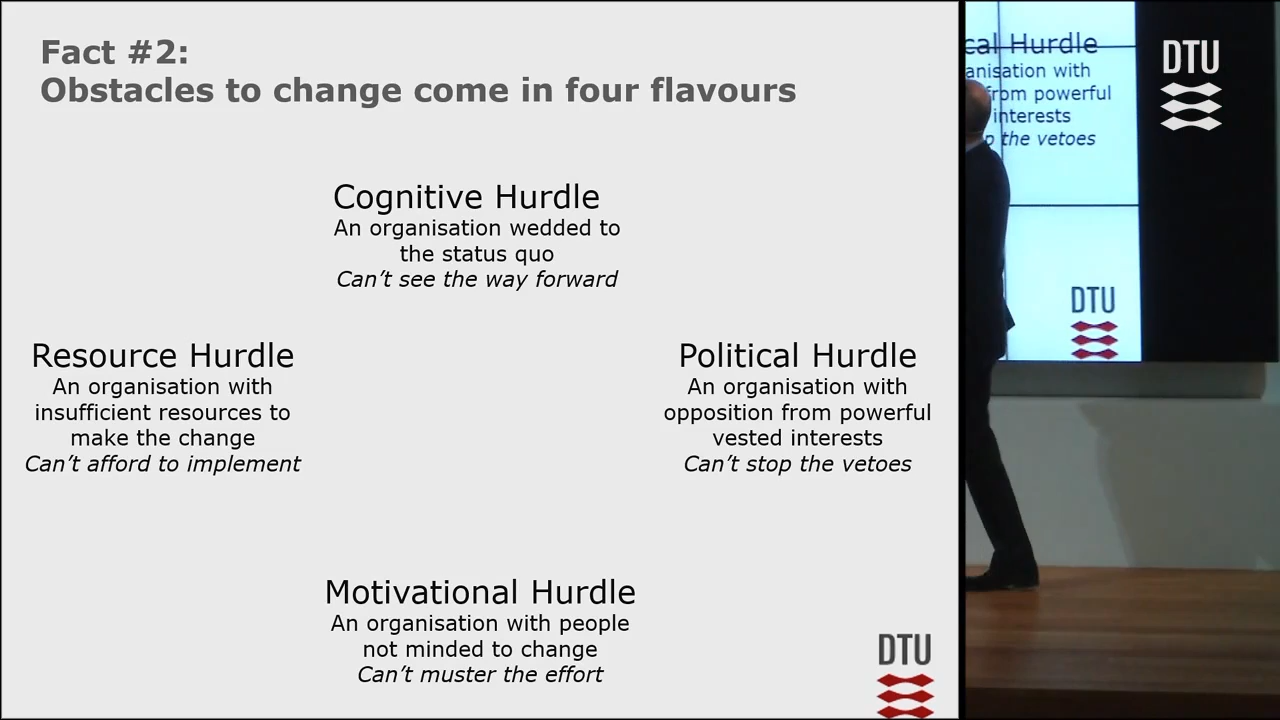 Fact #2:
Obstacles to change come in four flavours
Cognitive Hurdle
An organisation wedded to
the status quo
Can't see the way forward
Resource Hurdle
An organisation with
insufficient resources to
make the change
Can't afford to implement
Political Hurdle
An organisation with
opposition from powerful
vested interests
Can't stop the vetoes
Motivational Hurdle
An organisation with people
not minded to change
Can't muster the effort
DTU
Hurdle
with
from powerful
interests
the vetoes
DTU
DTU